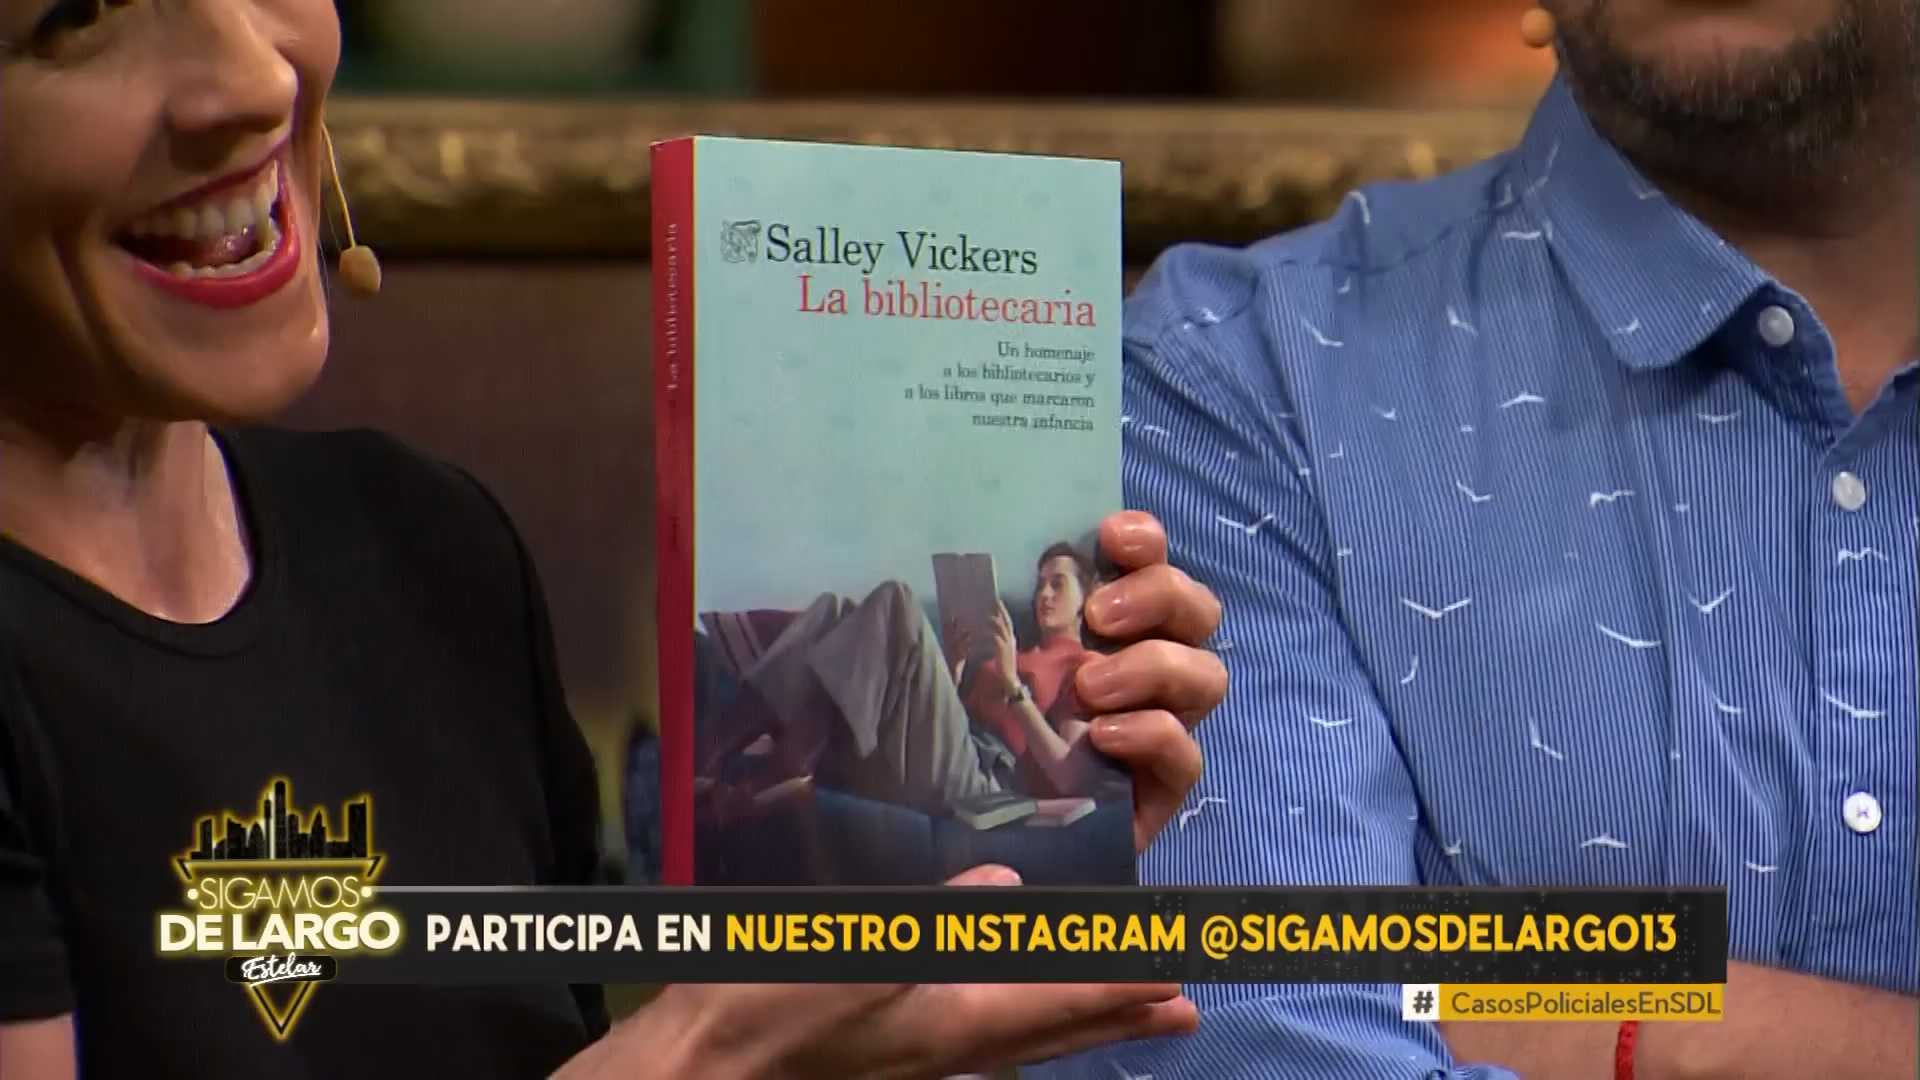 Salley Vickers
La bibliotecaria
Un homenaje
a los bibliotecarios y
a los libros que marcaron
nuestra infancia
La bibliotecaria
SIGAMOS
DE LARGO
Estelar
PARTICIPA EN NUESTRO INSTAGRAM @SIGAMOSDELARGO13
# CasosPolicialesEnSDL